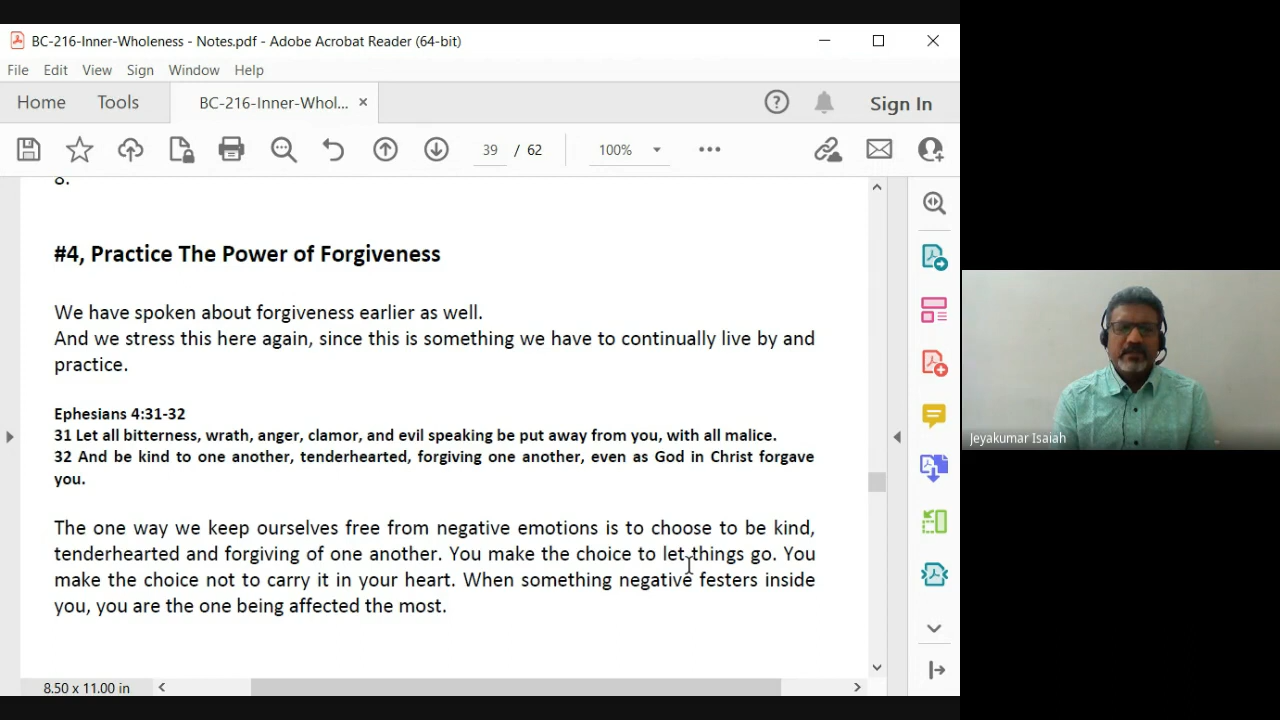 BC-216-Inner-Wholeness - Notes.pdf - Adobe Acrobat Reader (64-bit)
File Edit View Sign Window Help
Home Tools BC-216-Inner-Whol... × Sign In
39 / 62 100%
8.
#4, Practice The Power of Forgiveness
We have spoken about forgiveness earlier as well.
And we stress this here again, since this is something we have to continually live by and
practice.
Ephesians 4:31-32
31 Let all bitterness, wrath, anger, clamor, and evil speaking be put away from you, with all malice.
32 And be kind to one another, tenderhearted, forgiving one another, even as God in Christ forgave
you.
The one way we keep ourselves free from negative emotions is to choose to be kind,
tenderhearted and forgiving of one another. You make the choice to let things go. You
make the choice not to carry it in your heart. When something negative festers inside
you, you are the one being affected the most.
8.50 x 11.00 in
Jeyakumar Isaiah